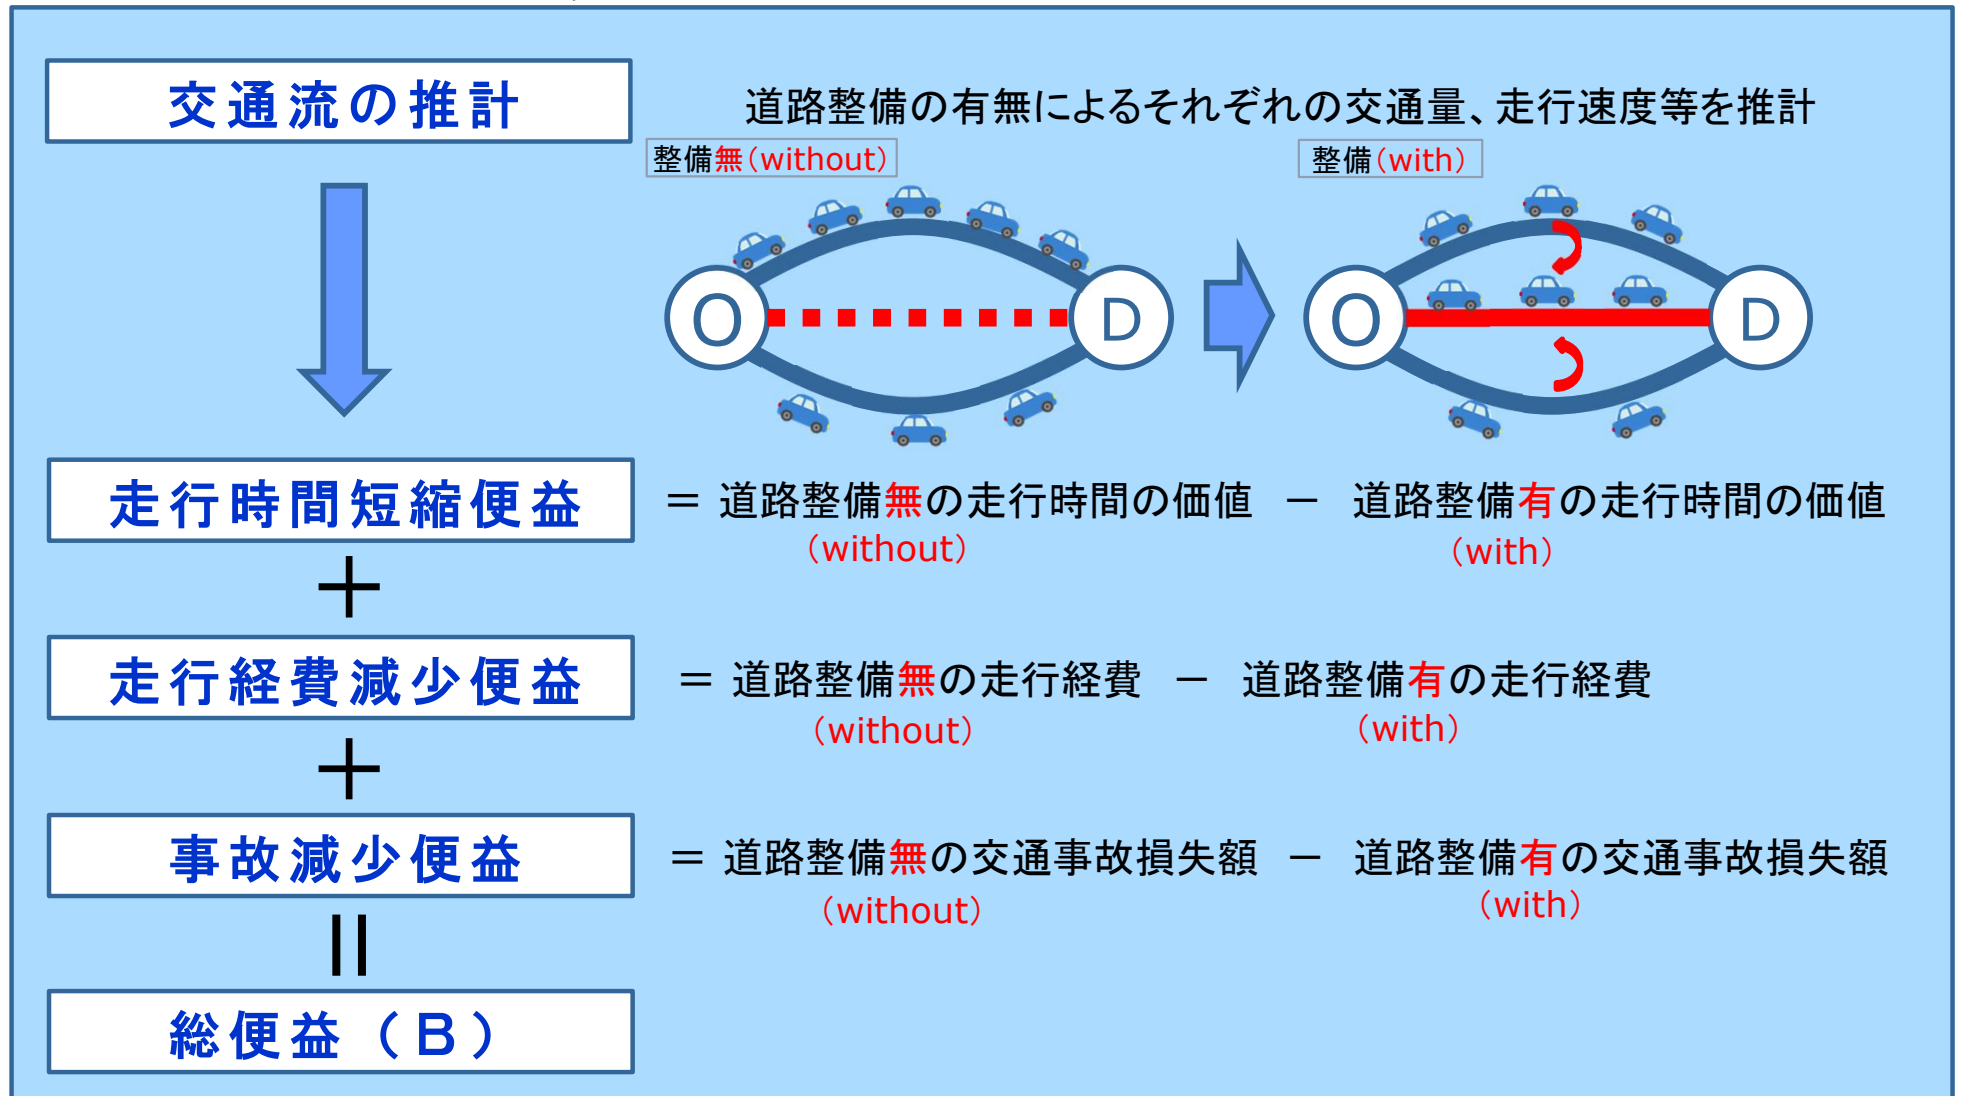 交通流の推計
道路整備の有無によるそれぞれの交通量、走行速度等を推計
整備無(without)
整備(with)
O
D
O
D
走行時間短縮便益
＝ 道路整備無の走行時間の価値 － 道路整備有の走行時間の価値
(without)
(with)
＋
走行経費減少便益
＝ 道路整備無の走行経費 － 道路整備有の走行経費
(without)
(with)
＋
事故減少便益
＝ 道路整備無の交通事故損失額 － 道路整備有の交通事故損失額
(without)
(with)
＝
総便益（B）